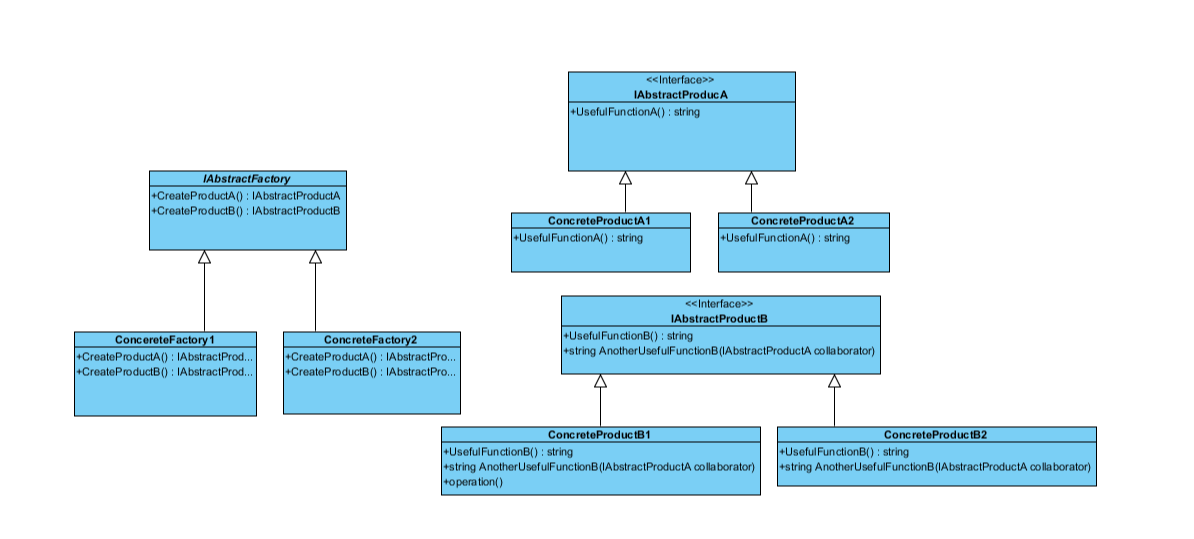 <<Interface>>
IAbstractProducA
+UsefulFunctionA() : string
IAbstractFactory
+CreateProductA() : IAbstractProductA
+CreateProductB() : IAbstractProductB
ConcreteProductA1
+UsefulFunctionA() : string
ConcreteProductA2
+UsefulFunctionA() : string
<<Interface>>
IAbstractProductB
+UsefulFunctionB() : string
+string AnotherUsefulFunctionB(IAbstractProductA collaborator)
ConcereteFactory1
+CreateProductA() : IAbstractProd...
+CreateProductB() : IAbstractProd...
ConcreteFactory2
+CreateProductA() : IAbstractPro...
+CreateProductB() : IAbstractPro...
ConcreteProductB1
+UsefulFunctionB() : string
+string AnotherUsefulFunctionB(IAbstractProductA collaborator)
+operation()
ConcreteProductB2
+UsefulFunctionB() : string
+string AnotherUsefulFunctionB(IAbstractProductA collaborator)